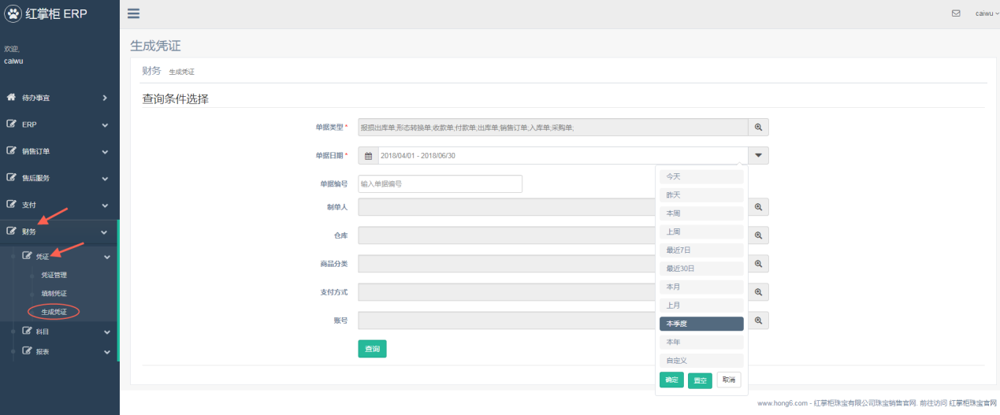 红掌柜 ERP
caiwu
欢迎,
caiwu
待办事宜
ERP
销售订单
售后服务
支付
财务
凭证
凭证管理
填制凭证
生成凭证
科目
报表
生成凭证
财务 生成凭证
查询条件选择
单据类型 * 报损出库单;形态转换单;收款单;付款单;出库单;销售订单;入库单;采购单;
单据日期 * 2018/04/01 - 2018/06/30
单据编号 输入单据编号
制单人
仓库
商品分类
支付方式
账号
查询
今天
昨天
本周
上周
最近7日
最近30日
本月
上月
本季度
本年
自定义
确定 置空 取消
www.hong6.com - 红掌柜珠宝有限公司珠宝销售官网. 前往访问 红掌柜珠宝官网